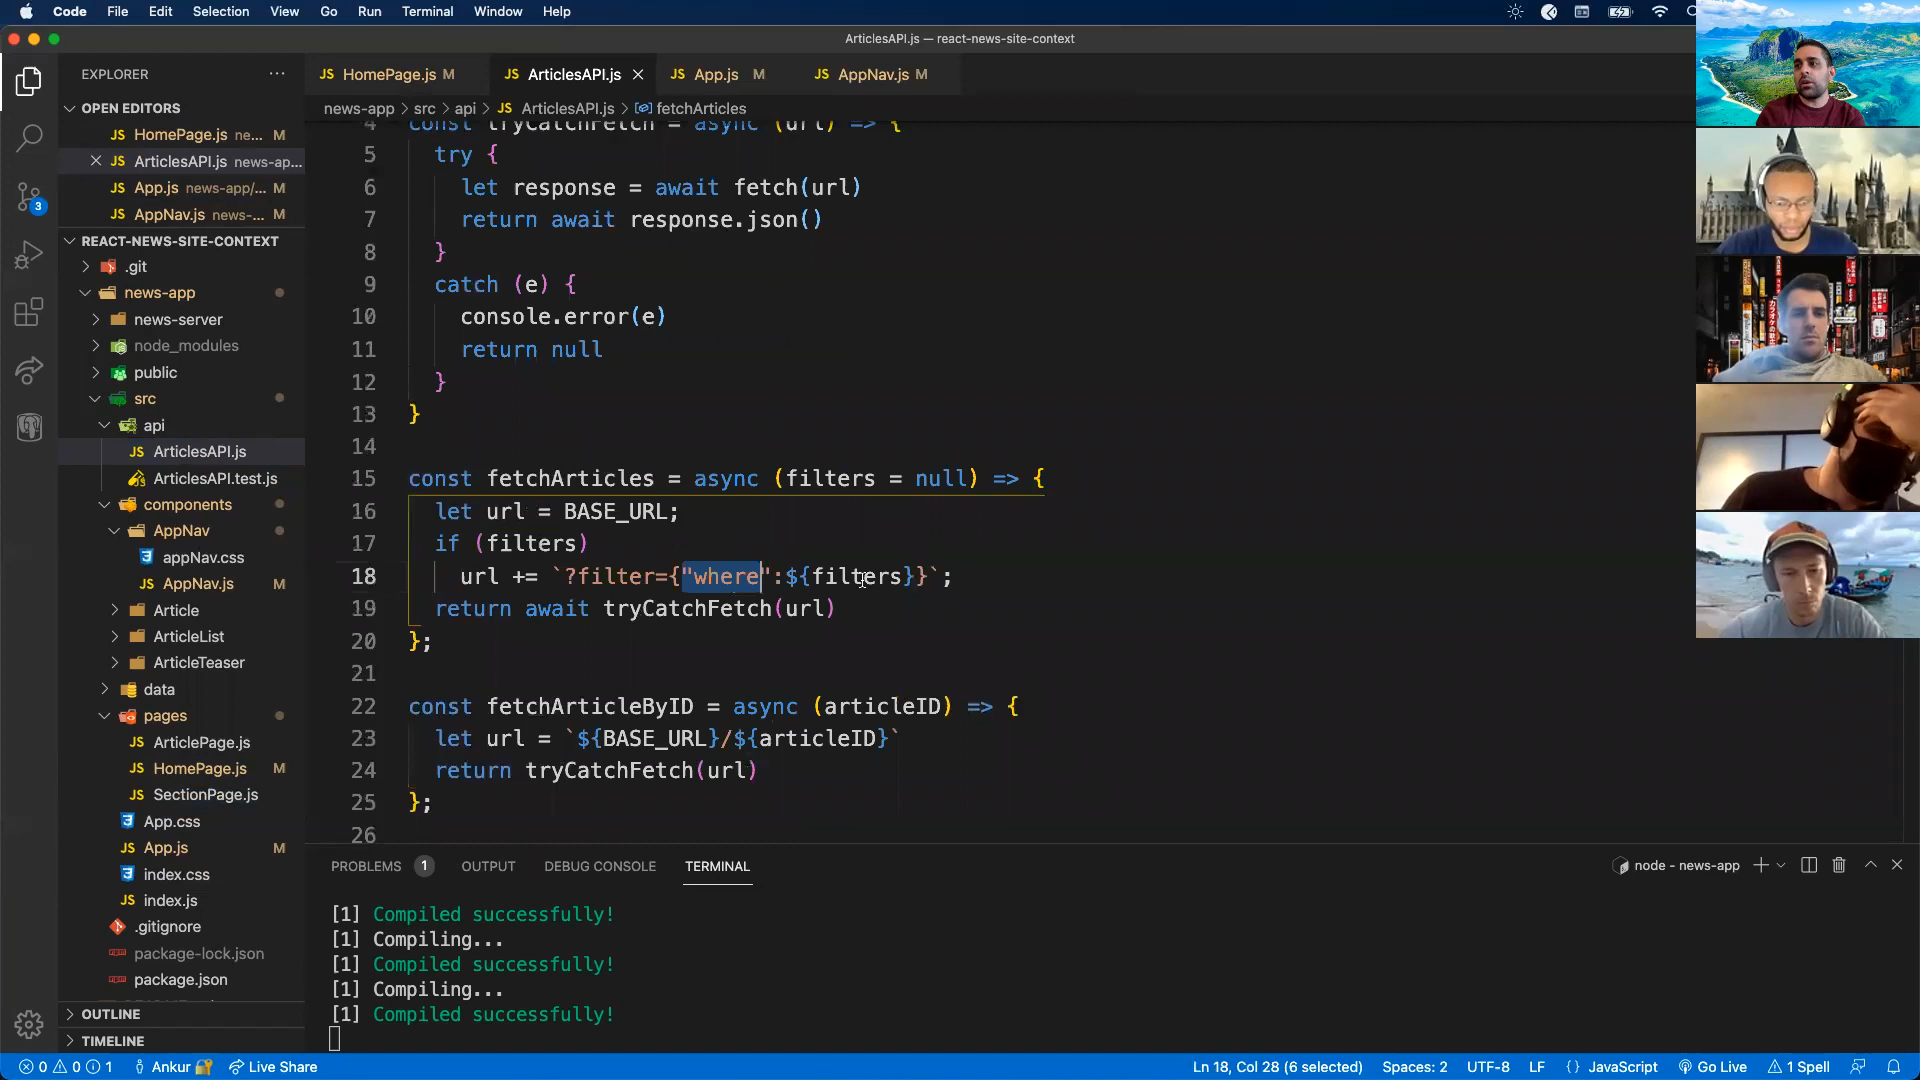 Code File Edit Selection View Go Run Terminal Window Help
ArticlesAPI.js — react-news-site-context
EXPLORER
JS HomePage.js M
JS ArticlesAPI.js
JS App.js M
JS AppNav.js M
OPEN EDITORS
news-app > src > api > JS ArticlesAPI.js > fetchArticles
JS HomePage.js ne... M
JS ArticlesAPI.js news-ap...
JS App.js news-app/... M
JS AppNav.js news-... M
REACT-NEWS-SITE-CONTEXT
.git
news-app
news-server
node_modules
public
src
api
JS ArticlesAPI.js
ArticlesAPI.test.js
components
AppNav
appNav.css
JS AppNav.js M
Article
ArticleList
ArticleTeaser
data
pages
JS ArticlePage.js
JS HomePage.js M
JS SectionPage.js
App.css
JS App.js M
index.css
JS index.js
.gitignore
package-lock.json
package.json
OUTLINE
TIMELINE
3
4 const tryCatchFetch = async (url) => {
5 try {
6 let response = await fetch(url)
7 return await response.json()
8 }
9 catch (e) {
10 console.error(e)
11 return null
12 }
13 }
14
15 const fetchArticles = async (filters = null) => {
16 let url = BASE_URL;
17 if (filters)
18 url += `?filter={"where":${filters}}`;
19 return await tryCatchFetch(url)
20 };
21
22 const fetchArticleByID = async (articleID) => {
23 let url = `${BASE_URL}/${articleID}`
24 return tryCatchFetch(url)
25 };
26
PROBLEMS 1 OUTPUT DEBUG CONSOLE TERMINAL
node - news-app
[1] Compiled successfully!
[1] Compiling...
[1] Compiled successfully!
[1] Compiling...
[1] Compiled successfully!
0 0 1 Ankur Live Share
Ln 18, Col 28 (6 selected) Spaces: 2 UTF-8 LF {} JavaScript Go Live 1 Spell